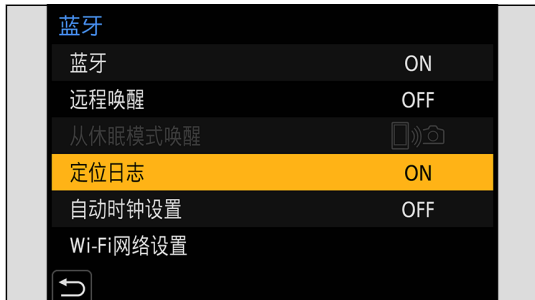 蓝牙
蓝牙 ON
远程唤醒 OFF
从休眠模式唤醒
定位日志 ON
自动时钟设置 OFF
Wi-Fi网络设置